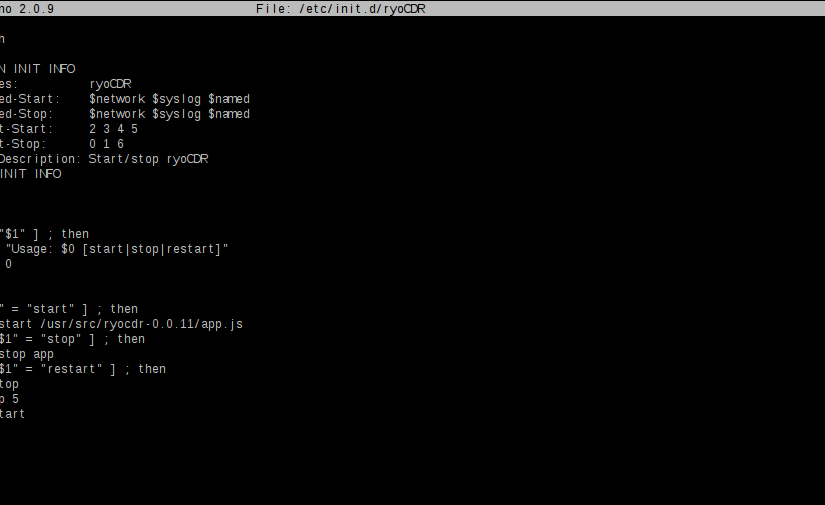 no 2.0.9 File: /etc/init.d/ryoCDR
h
N INIT INFO
es: ryoCDR
ed-Start: $network $syslog $named
ed-Stop: $network $syslog $named
t-Start: 2 3 4 5
t-Stop: 0 1 6
Description: Start/stop ryoCDR
INIT INFO
"$1" ] ; then
"Usage: $0 [start|stop|restart]"
0
" = "start" ] ; then
start /usr/src/ryocdr-0.0.11/app.js
$1" = "stop" ] ; then
stop app
$1" = "restart" ] ; then
top
p 5
tart